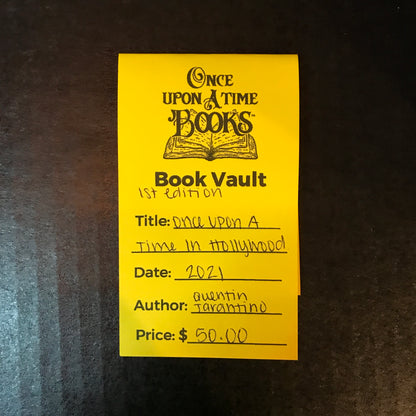 ONCE
UPON A TIME
BOOKS™
Book Vault
1st edition
Title: Once Upon A
Time In Hollywood
Date: 2021
Author: Quentin
Tarantino
Price: $ 50.00